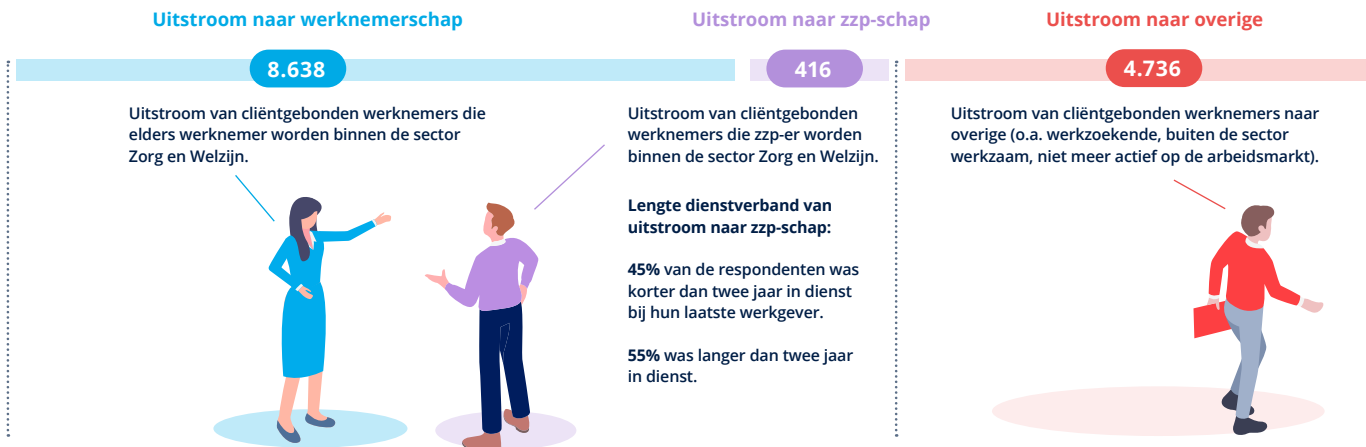 Uitstroom naar werknemerschap
8.638
Uitstroom van cliëntgebonden werknemers die
elders werknemer worden binnen de sector
Zorg en Welzijn.
Uitstroom naar zzp-schap
416
Uitstroom van cliëntgebonden
werknemers die zzp-er worden
binnen de sector Zorg en Welzijn.
Lengte dienstverband van
uitstroom naar zzp-schap:
45% van de respondenten was
korter dan twee jaar in dienst
bij hun laatste werkgever.
55% was langer dan twee jaar
in dienst.
Uitstroom naar overige
4.736
Uitstroom van cliëntgebonden werknemers naar
overige (o.a. werkzoekende, buiten de sector
werkzaam, niet meer actief op de arbeidsmarkt).